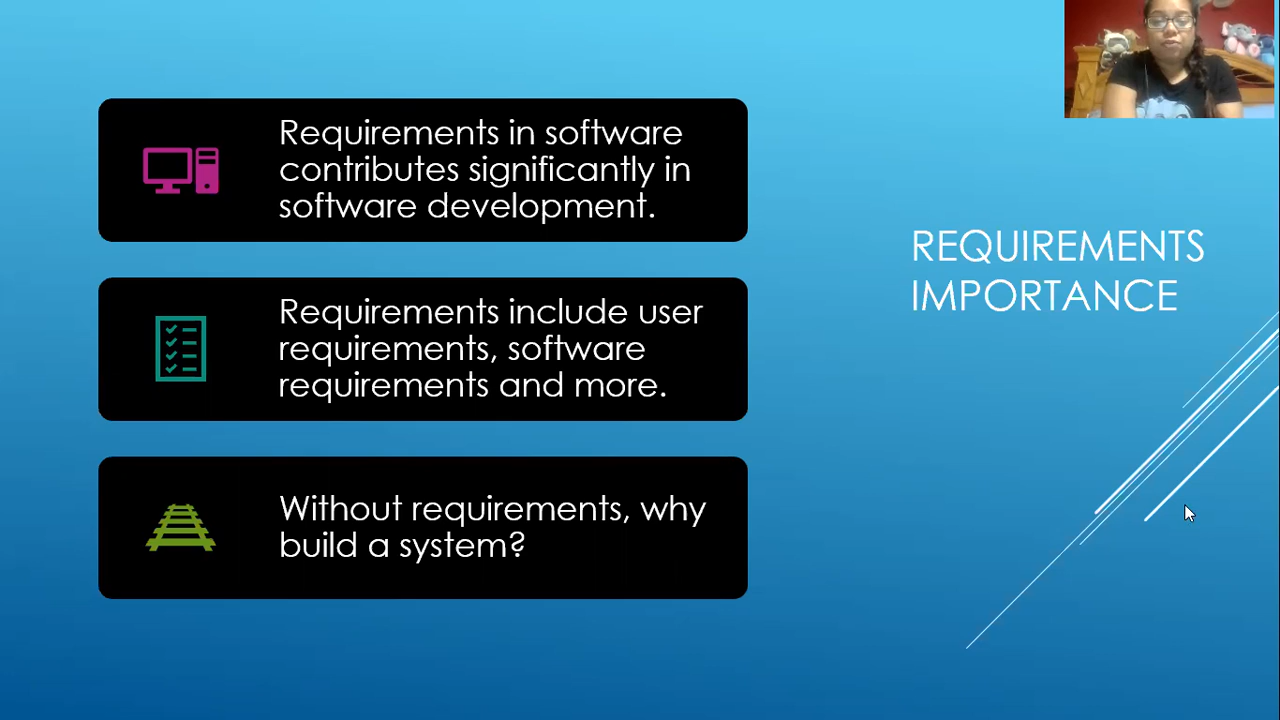 Requirements in software
contributes significantly in
software development.
Requirements include user
requirements, software
requirements and more.
Without requirements, why
build a system?
REQUIREMENTS
IMPORTANCE